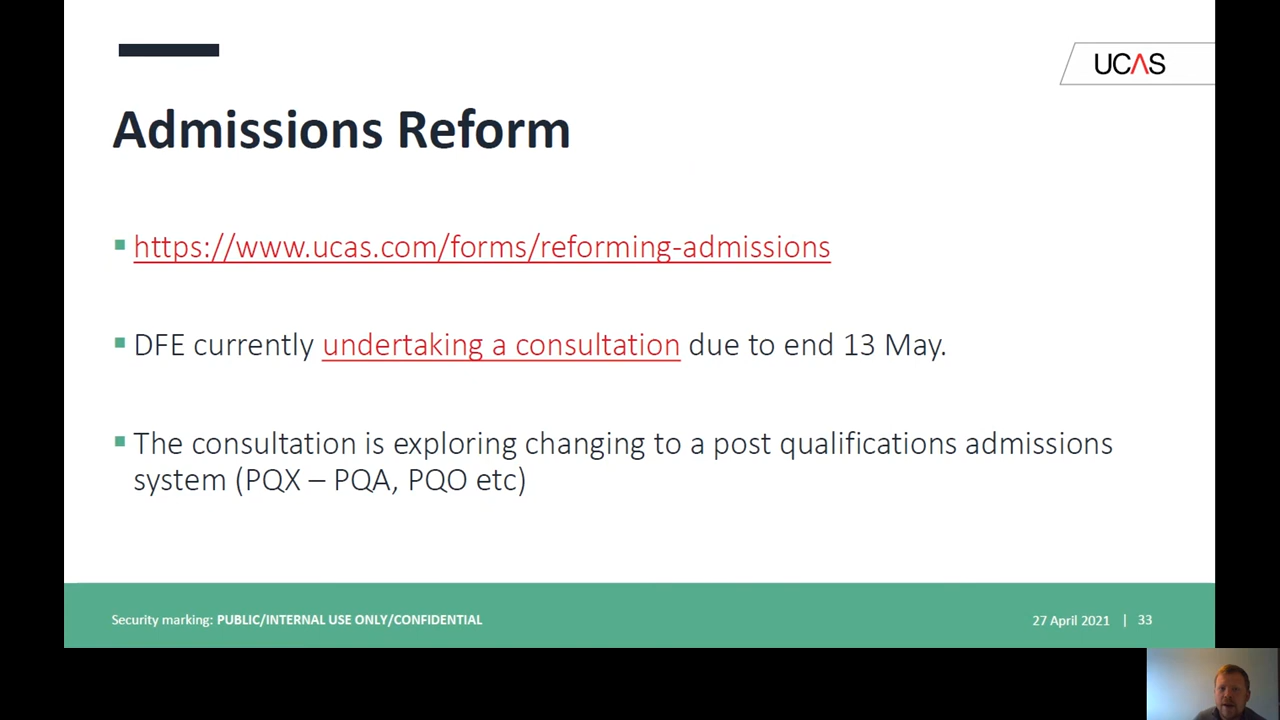 UCAS
Admissions Reform
https://www.ucas.com/forms/reforming-admissions
DFE currently undertaking a consultation due to end 13 May.
The consultation is exploring changing to a post qualifications admissions
system (PQX – PQA, PQO etc)
Security marking: PUBLIC/INTERNAL USE ONLY/CONFIDENTIAL
27 April 2021 | 33